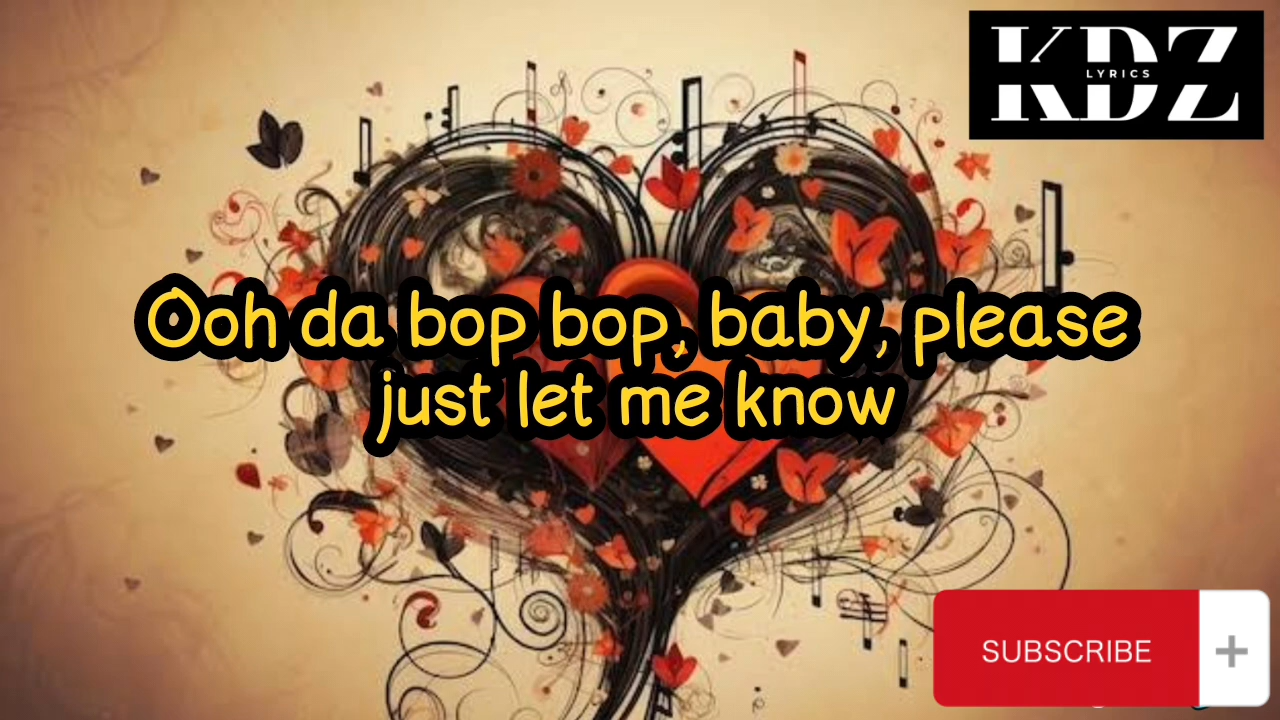 KDZ
LYRICS
Ooh da bop bop, baby, please
just let me know
SUBSCRIBE +